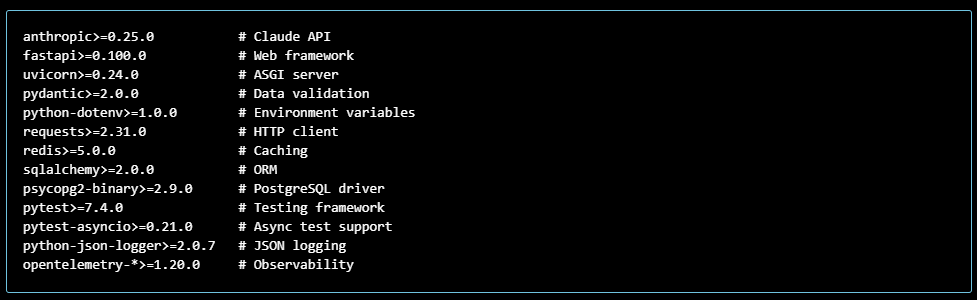 anthropic>=0.25.0 # Claude API
fastapi>=0.100.0 # Web framework
uvicorn>=0.24.0 # ASGI server
pydantic>=2.0.0 # Data validation
python-dotenv>=1.0.0 # Environment variables
requests>=2.31.0 # HTTP client
redis>=5.0.0 # Caching
sqlalchemy>=2.0.0 # ORM
psycopg2-binary>=2.9.0 # PostgreSQL driver
pytest>=7.4.0 # Testing framework
pytest-asyncio>=0.21.0 # Async test support
python-json-logger>=2.0.7 # JSON logging
opentelemetry-*>=1.20.0 # Observability